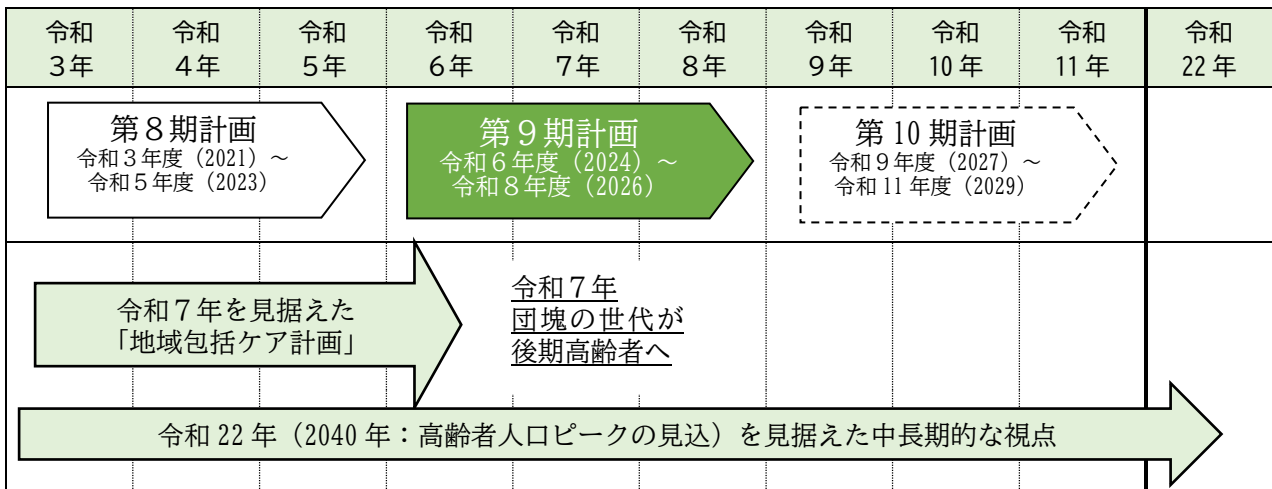 令和 令和 令和 令和 令和 令和 令和 令和 令和 令和
3年 4年 5年 6年 7年 8年 9年 10年 11年 22年
第8期計画
令和3年度（2021）～
令和5年度（2023）
第9期計画
令和6年度（2024）～
令和8年度（2026）
第10期計画
令和9年度（2027）～
令和11年度（2029）
令和7年を見据えた
「地域包括ケア計画」
令和7年
団塊の世代が
後期高齢者へ
令和22年（2040年：高齢者人口ピークの見込）を見据えた中長期的な視点